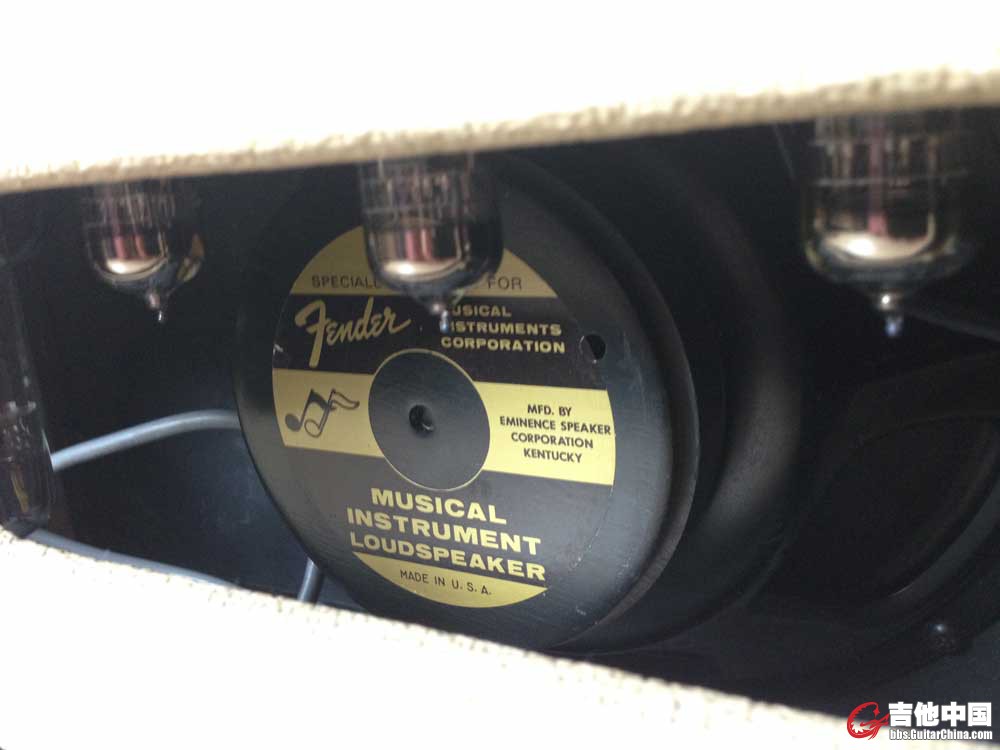 FOR
Fender
MUSICAL
INSTRUMENTS
CORPORATION
MFD. BY
EMINENCE SPEAKER
CORPORATION
KENTUCKY
MUSICAL
INSTRUMENT
LOUDSPEAKER
MADE IN U. S. A.
吉他中国
bbs.GuitarChina.com